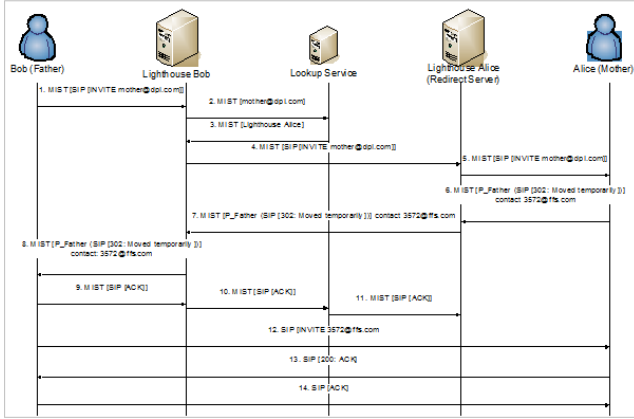 Bob (Father)
Lighthouse Bob
Lookup Service
Lighthouse Alice
(Redirect Server)
Alice (Mother)
1. MIST [SIP [INVITE mother@dpl.com]]
2. MIST [mother@dpl.com]
3. MIST [Lighthouse Alice]
4. MIST [SIP [INVITE mother@dpl.com]]
5. MIST [SIP [INVITE mother@dpl.com]]
6. MIST [P_Father (SIP [302: Moved temporarily ])]
contact 3572@ffs.com
7. MIST [P_Father (SIP [302: Moved temporarily ])] contact 3572@ffs.com
8. MIST [P_Father (SIP [302: Moved temporarily ])]
contact: 3572@ffs.com
9. MIST [SIP [ACK]]
10. MIST [SIP [ACK]]
11. MIST [SIP [ACK]]
12. SIP [INVITE 3572@ffs.com
13. SIP [200: ACK]
14. SIP [ACK]